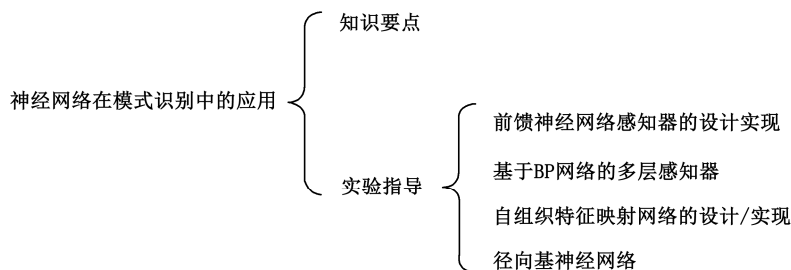 知识要点
神经网络在模式识别中的应用
前馈神经网络感知器的设计实现
基于BP网络的多层感知器
实验指导
自组织特征映射网络的设计/实现
径向基神经网络